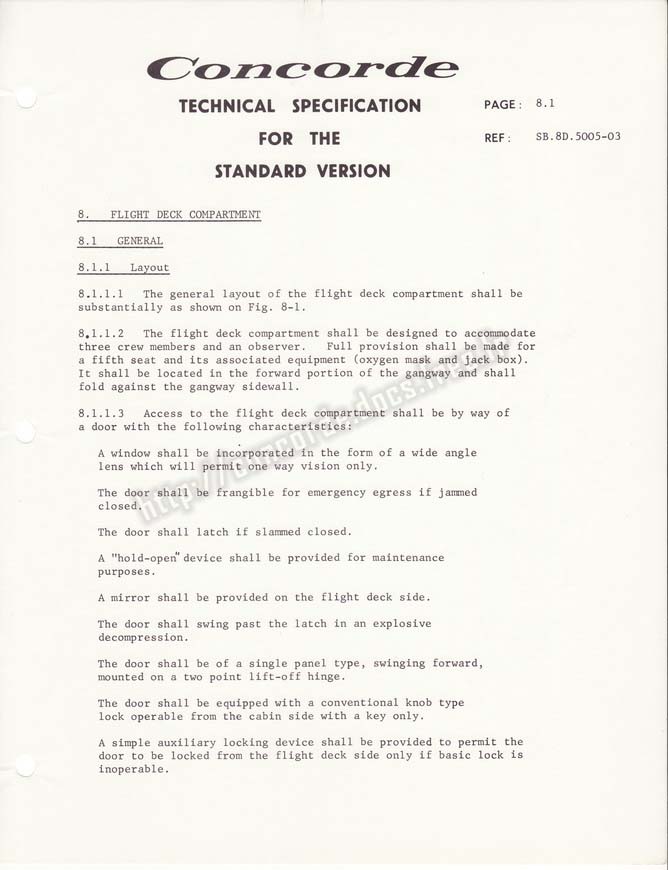 Concorde
TECHNICAL SPECIFICATION
FOR THE
STANDARD VERSION
PAGE: 8.1
REF: SB.8D.5005-03
8. FLIGHT DECK COMPARTMENT
8.1 GENERAL
8.1.1 Layout
8.1.1.1 The general layout of the flight deck compartment shall be
substantially as shown on Fig. 8-1.
8.1.1.2 The flight deck compartment shall be designed to accommodate
three crew members and an observer. Full provision shall be made for
a fifth seat and its associated equipment (oxygen mask and jack box).
It shall be located in the forward portion of the gangway and shall
fold against the gangway sidewall.
8.1.1.3 Access to the flight deck compartment shall be by way of
a door with the following characteristics:
A window shall be incorporated in the form of a wide angle
lens which will permit one way vision only.
The door shall be frangible for emergency egress if jammed
closed.
The door shall latch if slammed closed.
A "hold-open" device shall be provided for maintenance
purposes.
A mirror shall be provided on the flight deck side.
The door shall swing past the latch in an explosive
decompression.
The door shall be of a single panel type, swinging forward,
mounted on a two point lift-off hinge.
The door shall be equipped with a conventional knob type
lock operable from the cabin side with a key only.
A simple auxiliary locking device shall be provided to permit the
door to be locked from the flight deck side only if basic lock is
inoperable.